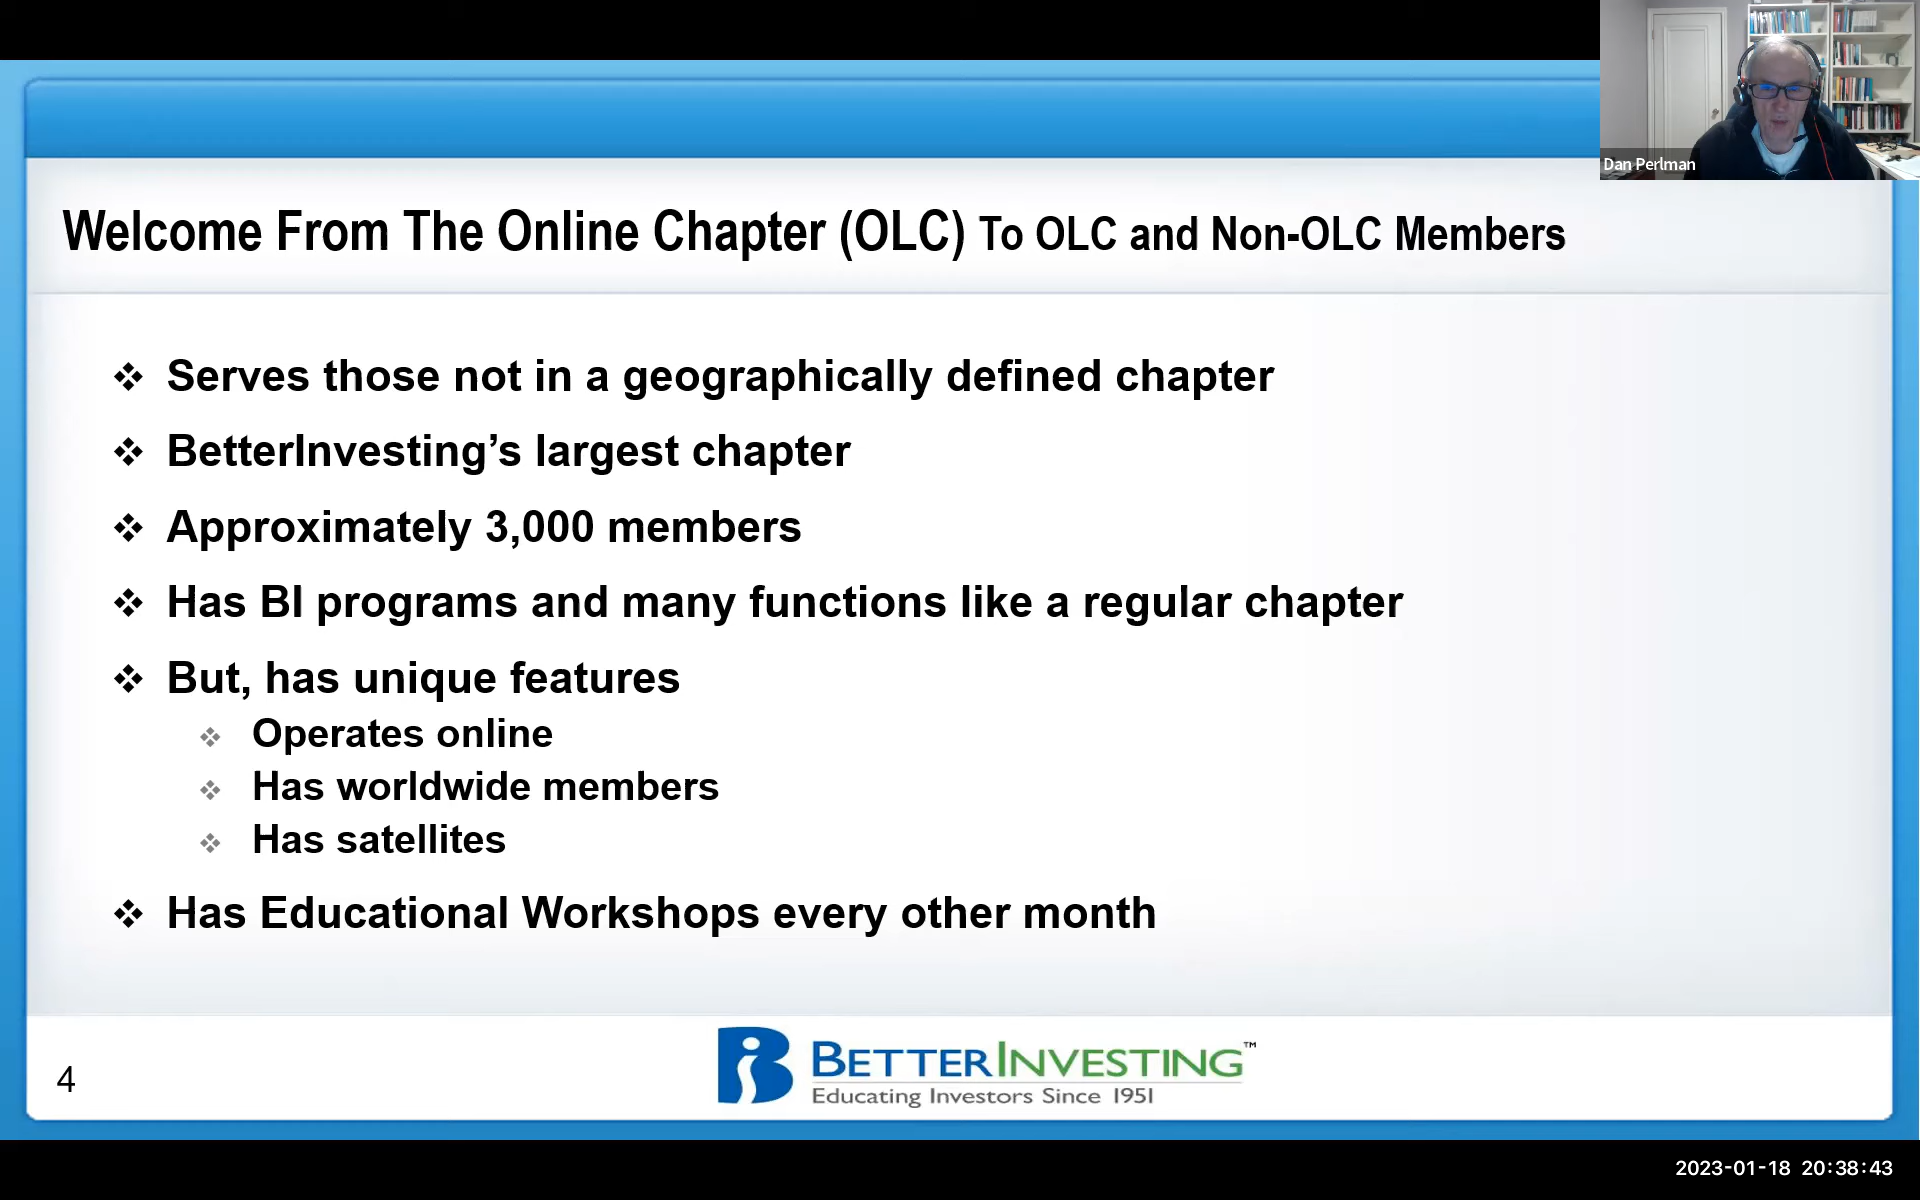 Dan Perlman
Welcome From The Online Chapter (OLC) To OLC and Non-OLC Members
❖ Serves those not in a geographically defined chapter
❖ BetterInvesting’s largest chapter
❖ Approximately 3,000 members
❖ Has BI programs and many functions like a regular chapter
❖ But, has unique features
❖ Operates online
❖ Has worldwide members
❖ Has satellites
❖ Has Educational Workshops every other month
4
BETTERINVESTING™
Educating Investors Since 1951
2023-01-18 20:38:43